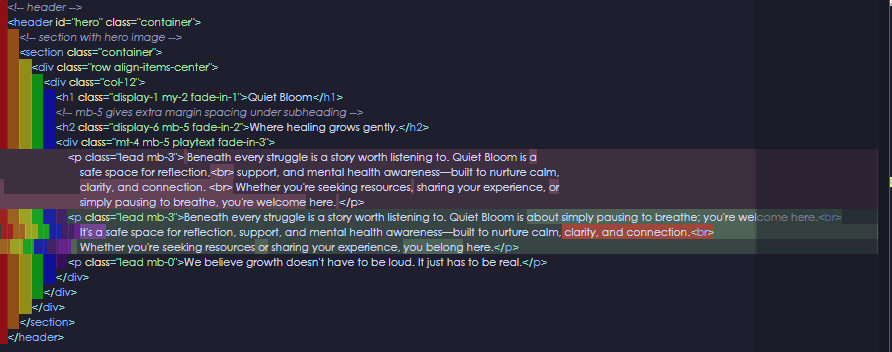 <!-- header -->
<header id="hero" class="container">
<!-- section with hero image -->
<section class="container">
<div class="row align-items-center">
<div class="col-12">
<h1 class="display-1 my-2 fade-in-1">Quiet Bloom</h1>
<!-- mb-5 gives extra margin spacing under subheading -->
<h2 class="display-6 mb-5 fade-in-2">Where healing grows gently.</h2>
<div class="mt-4 mb-5 playtext fade-in-3">
<p class="lead mb-3"> Beneath every struggle is a story worth listening to. Quiet Bloom is a
safe space for reflection,<br> support, and mental health awareness—built to nurture calm,
clarity, and connection. <br> Whether you're seeking resources, sharing your experience, or
simply pausing to breathe, you're welcome here. </p>
<p class="lead mb-3">Beneath every struggle is a story worth listening to. Quiet Bloom is about simply pausing to breathe; you're welcome here.<br>
It's a safe space for reflection, support, and mental health awareness—built to nurture calm, clarity, and connection.<br>
Whether you're seeking resources or sharing your experience, you belong here.</p>
<p class="lead mb-0">We believe growth doesn't have to be loud. It just has to be real.</p>
</div>
</div>
</div>
</section>
</header>